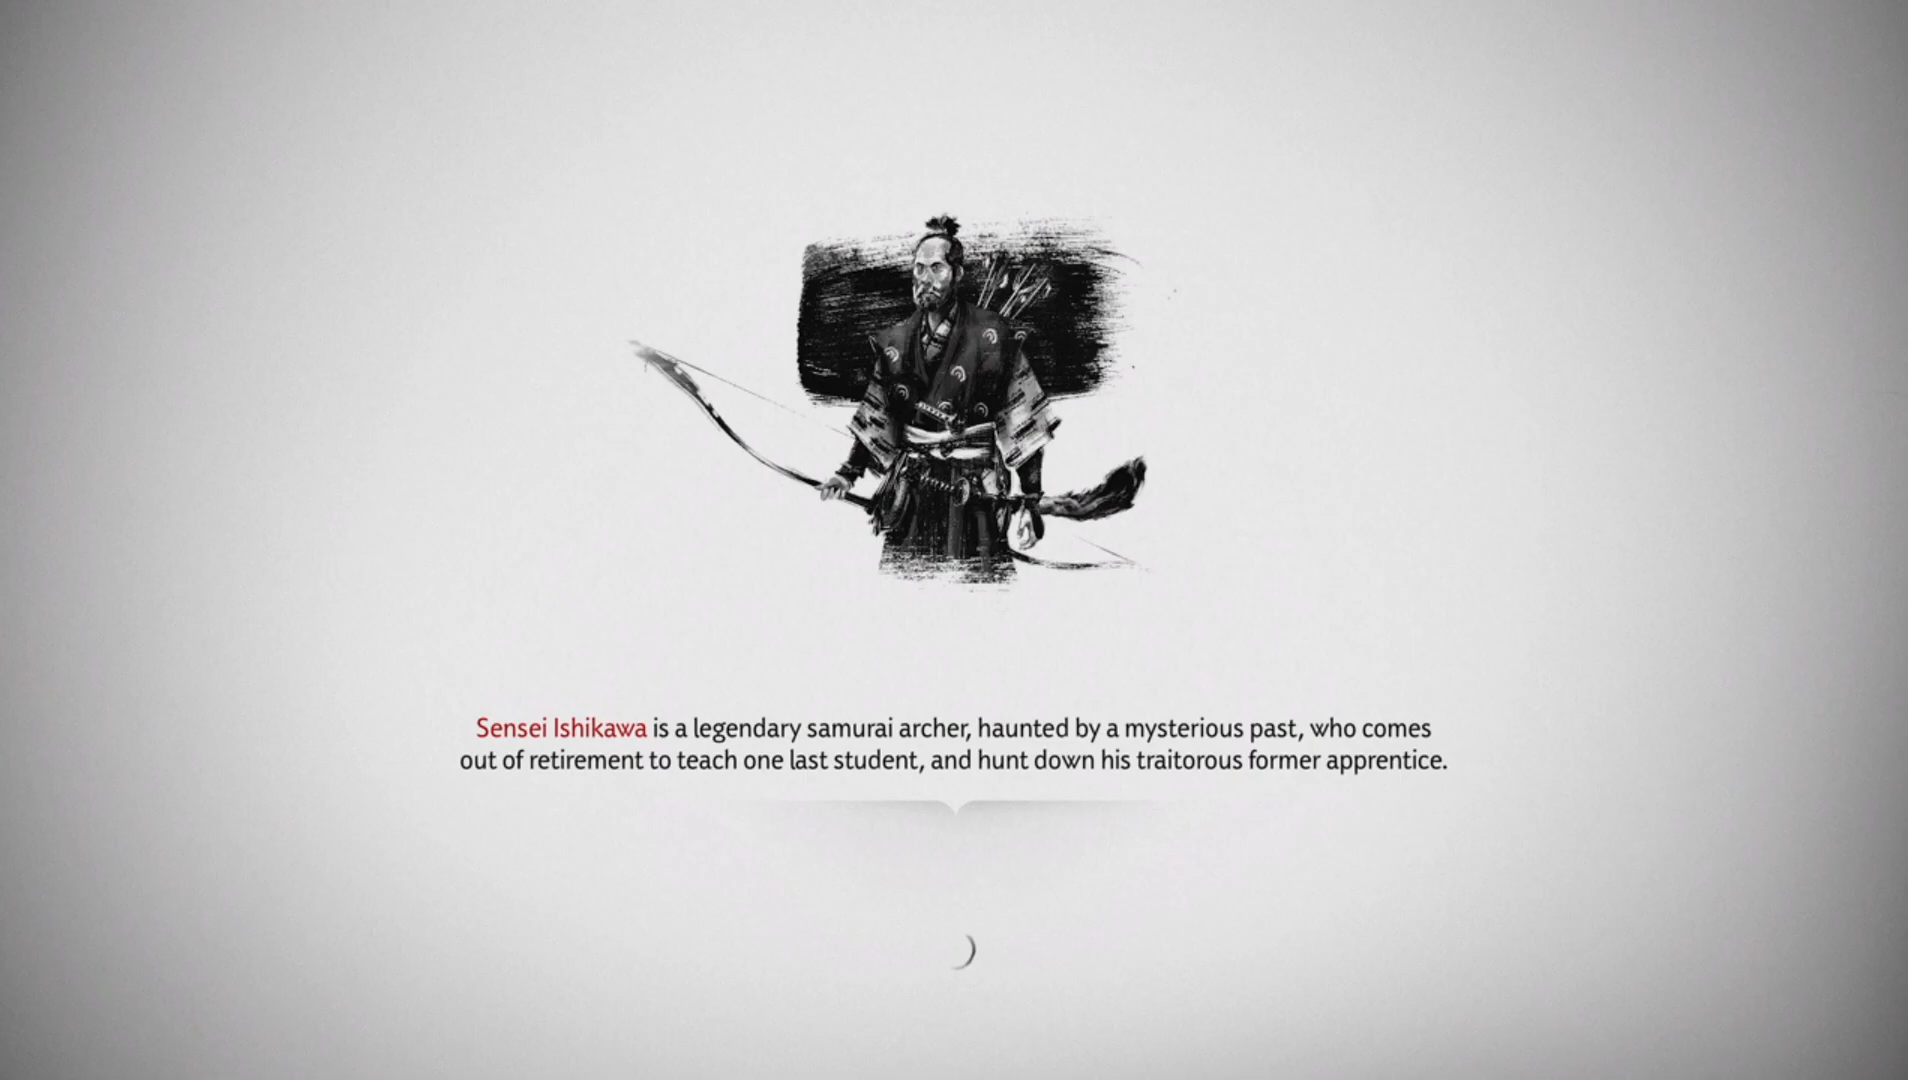 Sensei Ishikawa is a legendary samurai archer, haunted by a mysterious past, who comes
out of retirement to teach one last student, and hunt down his traitorous former apprentice.